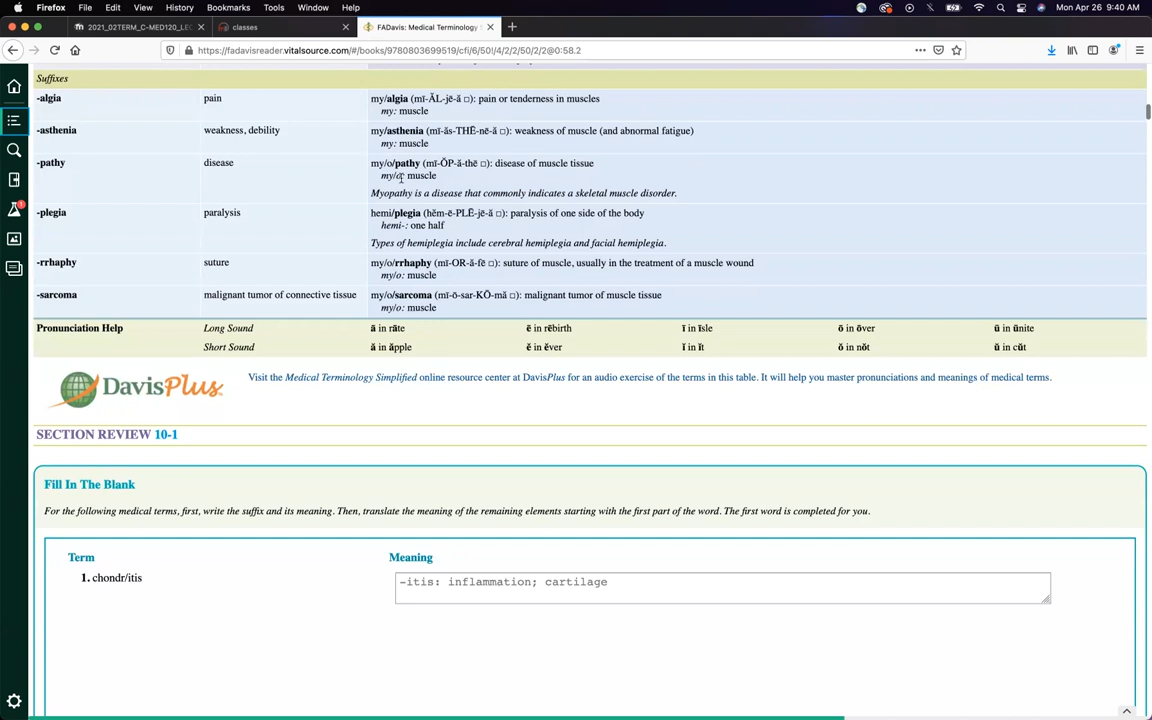 Firefox File Edit View History Bookmarks Tools Window Help Mon Apr 26 9:40 AM
2021_02TERM_C-MED120_LEC classes FADavis: Medical Terminology
https://fadavisreader.vitalsource.com/#/books/9780803699519/cfi/6/50!/4/2/2/50/2/2@0:58.2
Suffixes
-algia pain my/algia (mī-ĂL-jē-ă □): pain or tenderness in muscles
my: muscle
-asthenia weakness, debility my/asthenia (mī-ăs-THĒ-nē-ă □): weakness of muscle (and abnormal fatigue)
my: muscle
-pathy disease my/o/pathy (mī-ŎP-ă-thē □): disease of muscle tissue
my/o: muscle
Myopathy is a disease that commonly indicates a skeletal muscle disorder.
-plegia paralysis hemi/plegia (hĕm-ē-PLĒ-jē-ă □): paralysis of one side of the body
hemi-: one half
Types of hemiplegia include cerebral hemiplegia and facial hemiplegia.
-rrhaphy suture my/o/rrhaphy (mī-OR-ă-fē □): suture of muscle, usually in the treatment of a muscle wound
my/o: muscle
-sarcoma malignant tumor of connective tissue my/o/sarcoma (mī-ō-sar-KŌ-mă □): malignant tumor of muscle tissue
my/o: muscle
Pronunciation Help Long Sound ā in rāte ē in rēbirth ī in īsle ō in ōver ū in ūnite
Short Sound ă in ăpple ĕ in ĕver ĭ in ĭt ŏ in nŏt ŭ in cŭt
DavisPlus Visit the Medical Terminology Simplified online resource center at DavisPlus for an audio exercise of the terms in this table. It will help you master pronunciations and meanings of medical terms.
SECTION REVIEW 10-1
Fill In The Blank
For the following medical terms, first, write the suffix and its meaning. Then, translate the meaning of the remaining elements starting with the first part of the word. The first word is completed for you.
Term Meaning
1. chondr/itis -itis: inflammation; cartilage